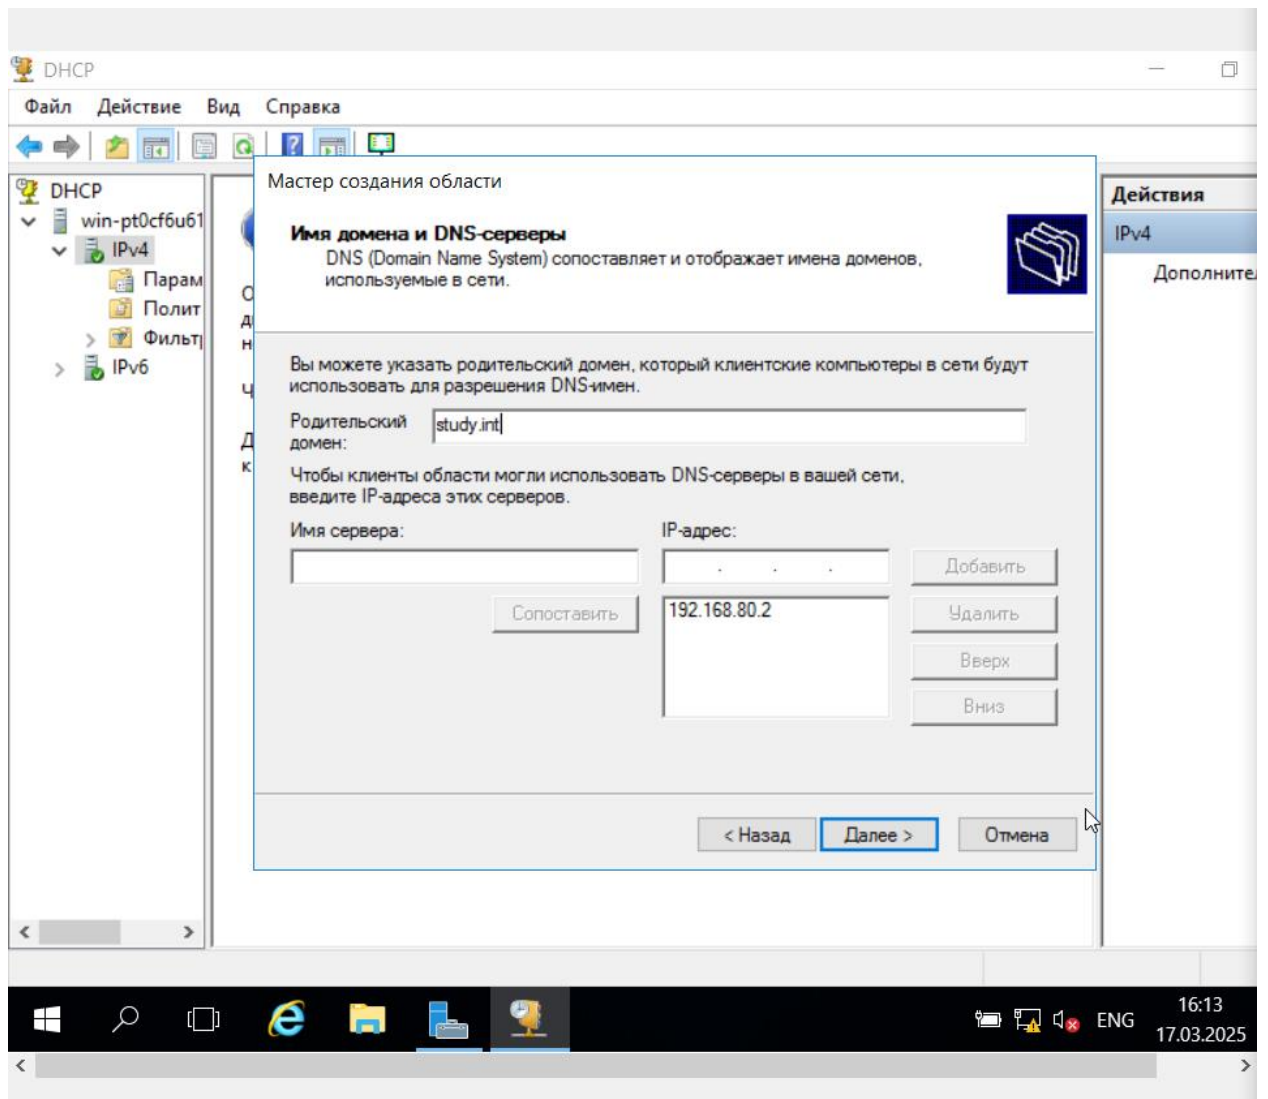 DHCP
Файл Действие Вид Справка
DHCP
win-pt0cf6u61
IPv4
Парам
Полит
Фильт
IPv6
Мастер создания области
Имя домена и DNS-серверы
DNS (Domain Name System) сопоставляет и отображает имена доменов,
используемые в сети.
Вы можете указать родительский домен, который клиентские компьютеры в сети будут
использовать для разрешения DNS-имен.
Родительский
домен:
study.int
Чтобы клиенты области могли использовать DNS-серверы в вашей сети,
введите IP-адреса этих серверов.
Имя сервера:
IP-адрес:
. . .
Добавить
Сопоставить
192.168.80.2
Удалить
Вверх
Вниз
< Назад
Далее >
Отмена
Действия
IPv4
Дополните
ENG
16:13
17.03.2025